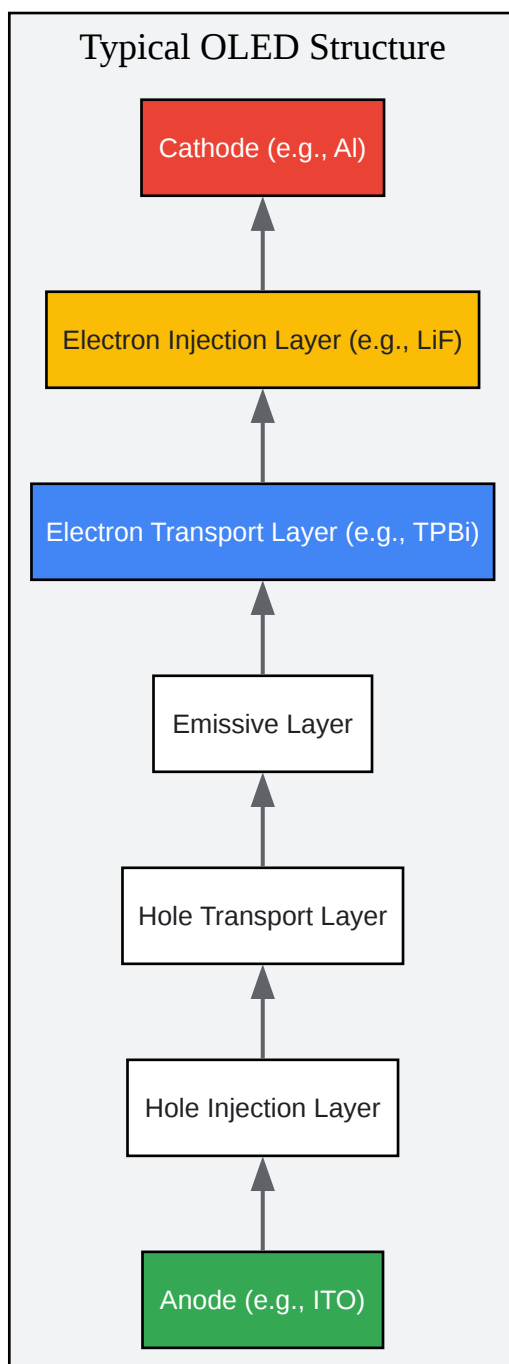 Typical OLED Structure
Cathode (e.g., Al)
Electron Injection Layer (e.g., LiF)
Electron Transport Layer (e.g., TPBi)
Emissive Layer
Hole Transport Layer
Hole Injection Layer
Anode (e.g., ITO)